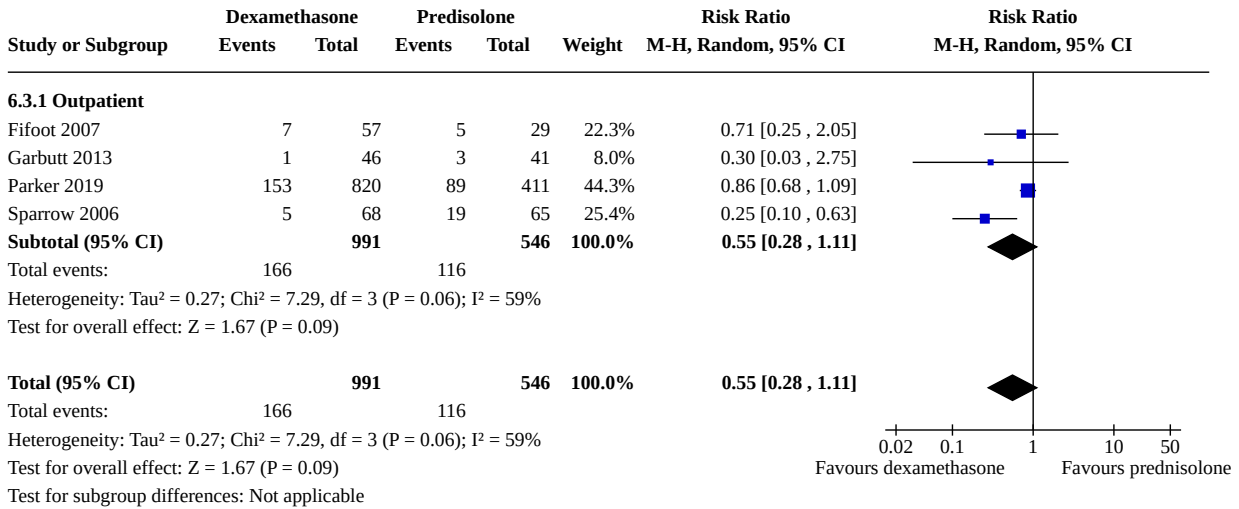 Dexamethasone Predisolone Risk Ratio Risk Ratio
Study or Subgroup Events Total Events Total Weight M-H, Random, 95% CI M-H, Random, 95% CI
6.3.1 Outpatient
Fifoot 2007 7 57 5 29 22.3% 0.71 [0.25 , 2.05]
Garbutt 2013 1 46 3 41 8.0% 0.30 [0.03 , 2.75]
Parker 2019 153 820 89 411 44.3% 0.86 [0.68 , 1.09]
Sparrow 2006 5 68 19 65 25.4% 0.25 [0.10 , 0.63]
Subtotal (95% CI) 991 546 100.0% 0.55 [0.28 , 1.11]
Total events: 166 116
Heterogeneity: Tau² = 0.27; Chi² = 7.29, df = 3 (P = 0.06); I² = 59%
Test for overall effect: Z = 1.67 (P = 0.09)
Total (95% CI) 991 546 100.0% 0.55 [0.28 , 1.11]
Total events: 166 116
Heterogeneity: Tau² = 0.27; Chi² = 7.29, df = 3 (P = 0.06); I² = 59%
0.02 0.1 1 10 50
Test for overall effect: Z = 1.67 (P = 0.09) Favours dexamethasone Favours prednisolone
Test for subgroup differences: Not applicable